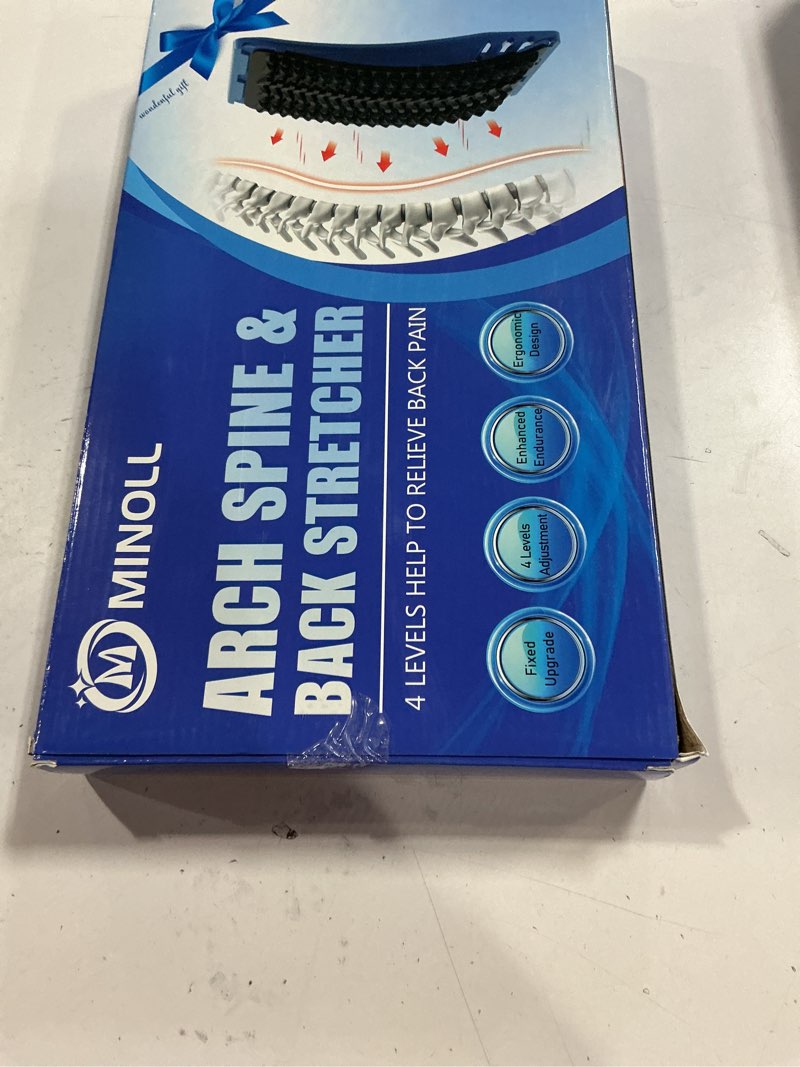 MINOLL
ARCH SPINE &
BACK STRETCHER
4 LEVELS HELP TO RELIEVE BACK PAIN
Fixed
Upgrade
4 Levels
Adjustment
Enhanced
Endurance
Ergonomic
Design
wonderful gift